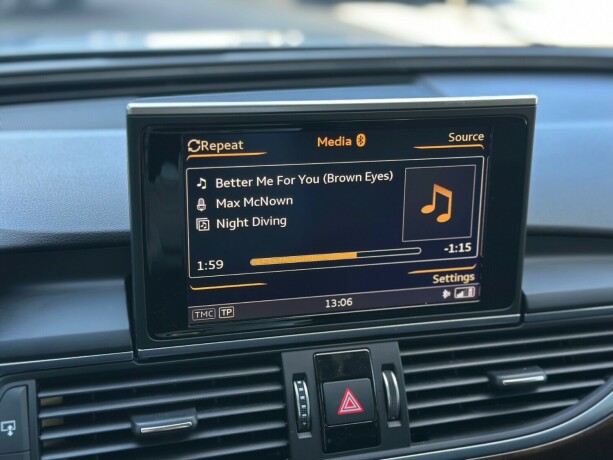 Repeat
Media
Source
Better Me For You (Brown Eyes)
Max McNown
Night Diving
1:59
-1:15
Settings
TMC TP
13:06